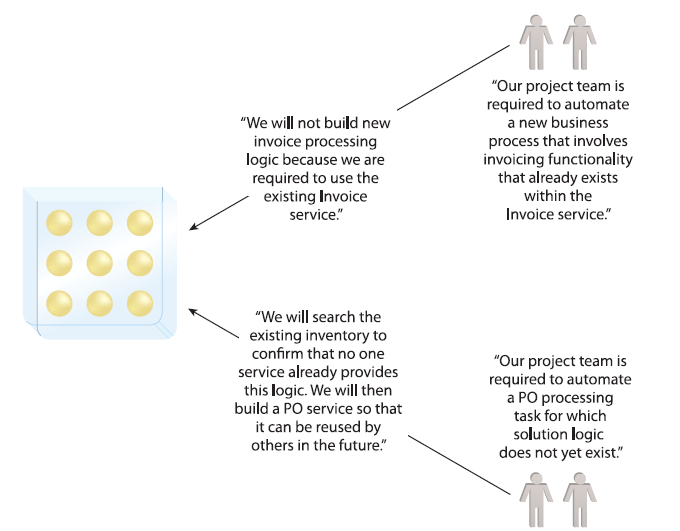 “Our project team is
required to automate
a new business
process that involves
invoicing functionality
that already exists
within the
Invoice service.”
“We will not build new
invoice processing
logic because we are
required to use the
existing Invoice
service.”
“We will search the
existing inventory to
confirm that no one
service already provides
this logic. We will then
build a PO service so that
it can be reused by
others in the future.”
“Our project team is
required to automate
a PO processing
task for which
solution logic
does not yet exist.”